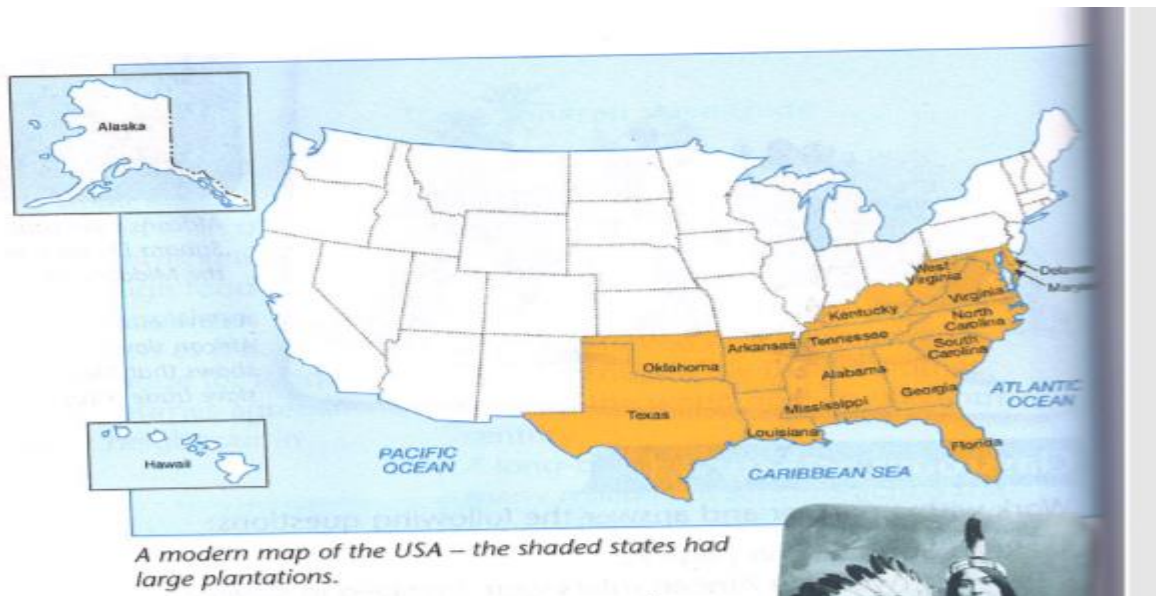 Alaska
West
Virginia
Delaware
Maryland
Kentucky
Virginia
North
Carolina
Tennessee
Arkansas
South
Carolina
Oklahoma
Alabama
Georgia
ATLANTIC
OCEAN
Texas
Mississippi
Louisiana
Florida
PACIFIC
OCEAN
CARIBBEAN SEA
Hawaii
A modern map of the USA – the shaded states had
large plantations.